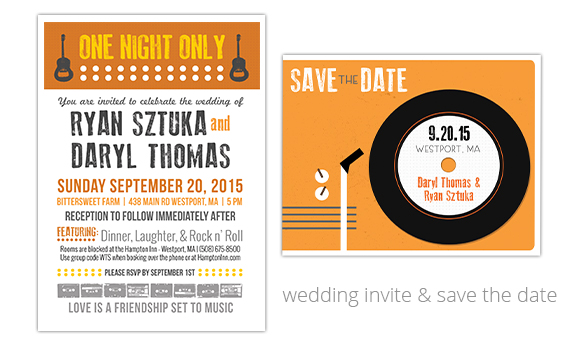 ONE NIGHT ONLY
You are invited to celebrate the wedding of
RYAN SZTUKA and
DARYL THOMAS
SUNDAY SEPTEMBER 20, 2015
BITTERSWEET FARM | 438 MAIN RD WESTPORT, MA | 5 PM
RECEPTION TO FOLLOW IMMEDIATELY AFTER
FEATURING: Dinner, Laughter, & Rock n' Roll
Rooms are blocked at the Hampton Inn - Westport, MA | (508) 675-8500
Use group code WTS when booking over the phone or at HamptonInn.com
PLEASE RSVP BY SEPTEMBER 1ST
LOVE IS A FRIENDSHIP SET TO MUSIC
SAVE THE DATE
9.20.15
WESTPORT, MA
Daryl Thomas &
Ryan Sztuka
wedding invite & save the date